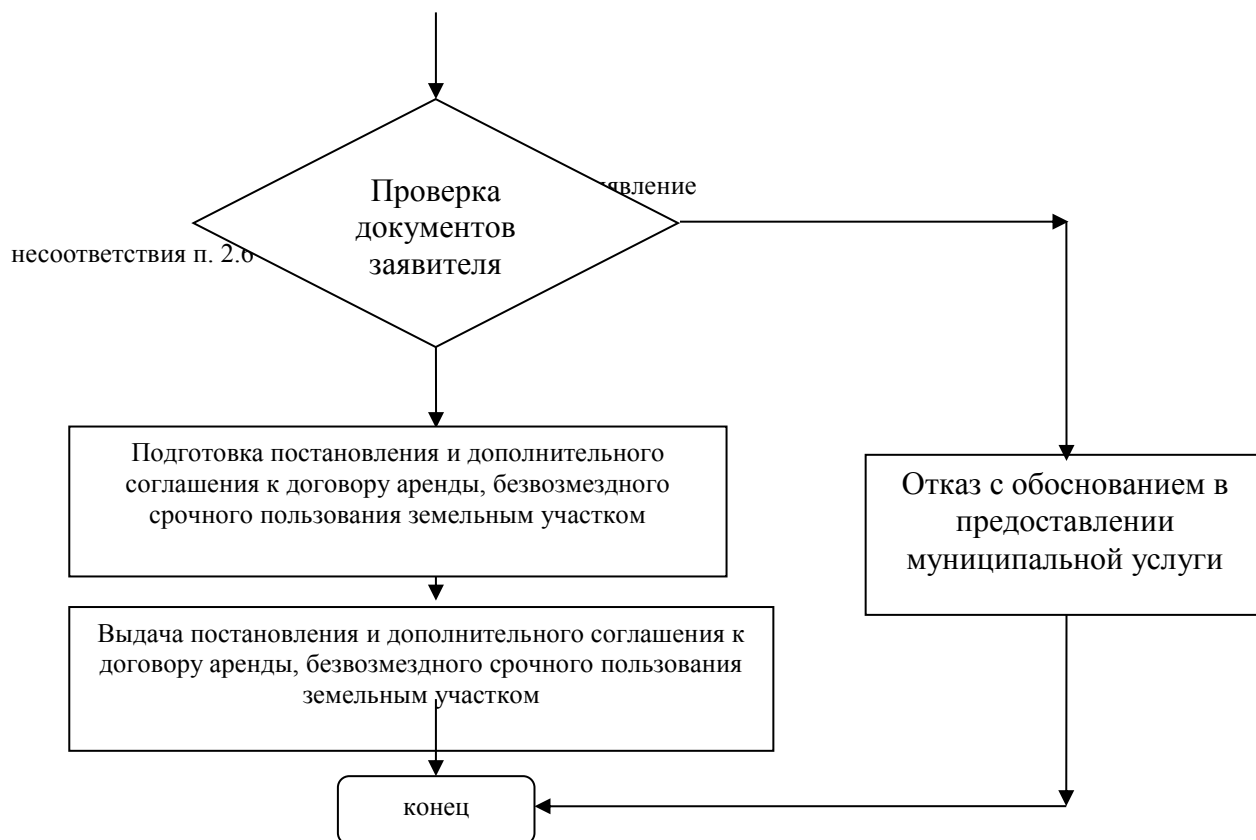 явление
Проверка
документов
заявителя
несоответствия п. 2.6
Подготовка постановления и дополнительного
соглашения к договору аренды, безвозмездного
срочного пользования земельным участком
Отказ с обоснованием в
предоставлении
муниципальной услуги
Выдача постановления и дополнительного соглашения к
договору аренды, безвозмездного срочного пользования
земельным участком
конец